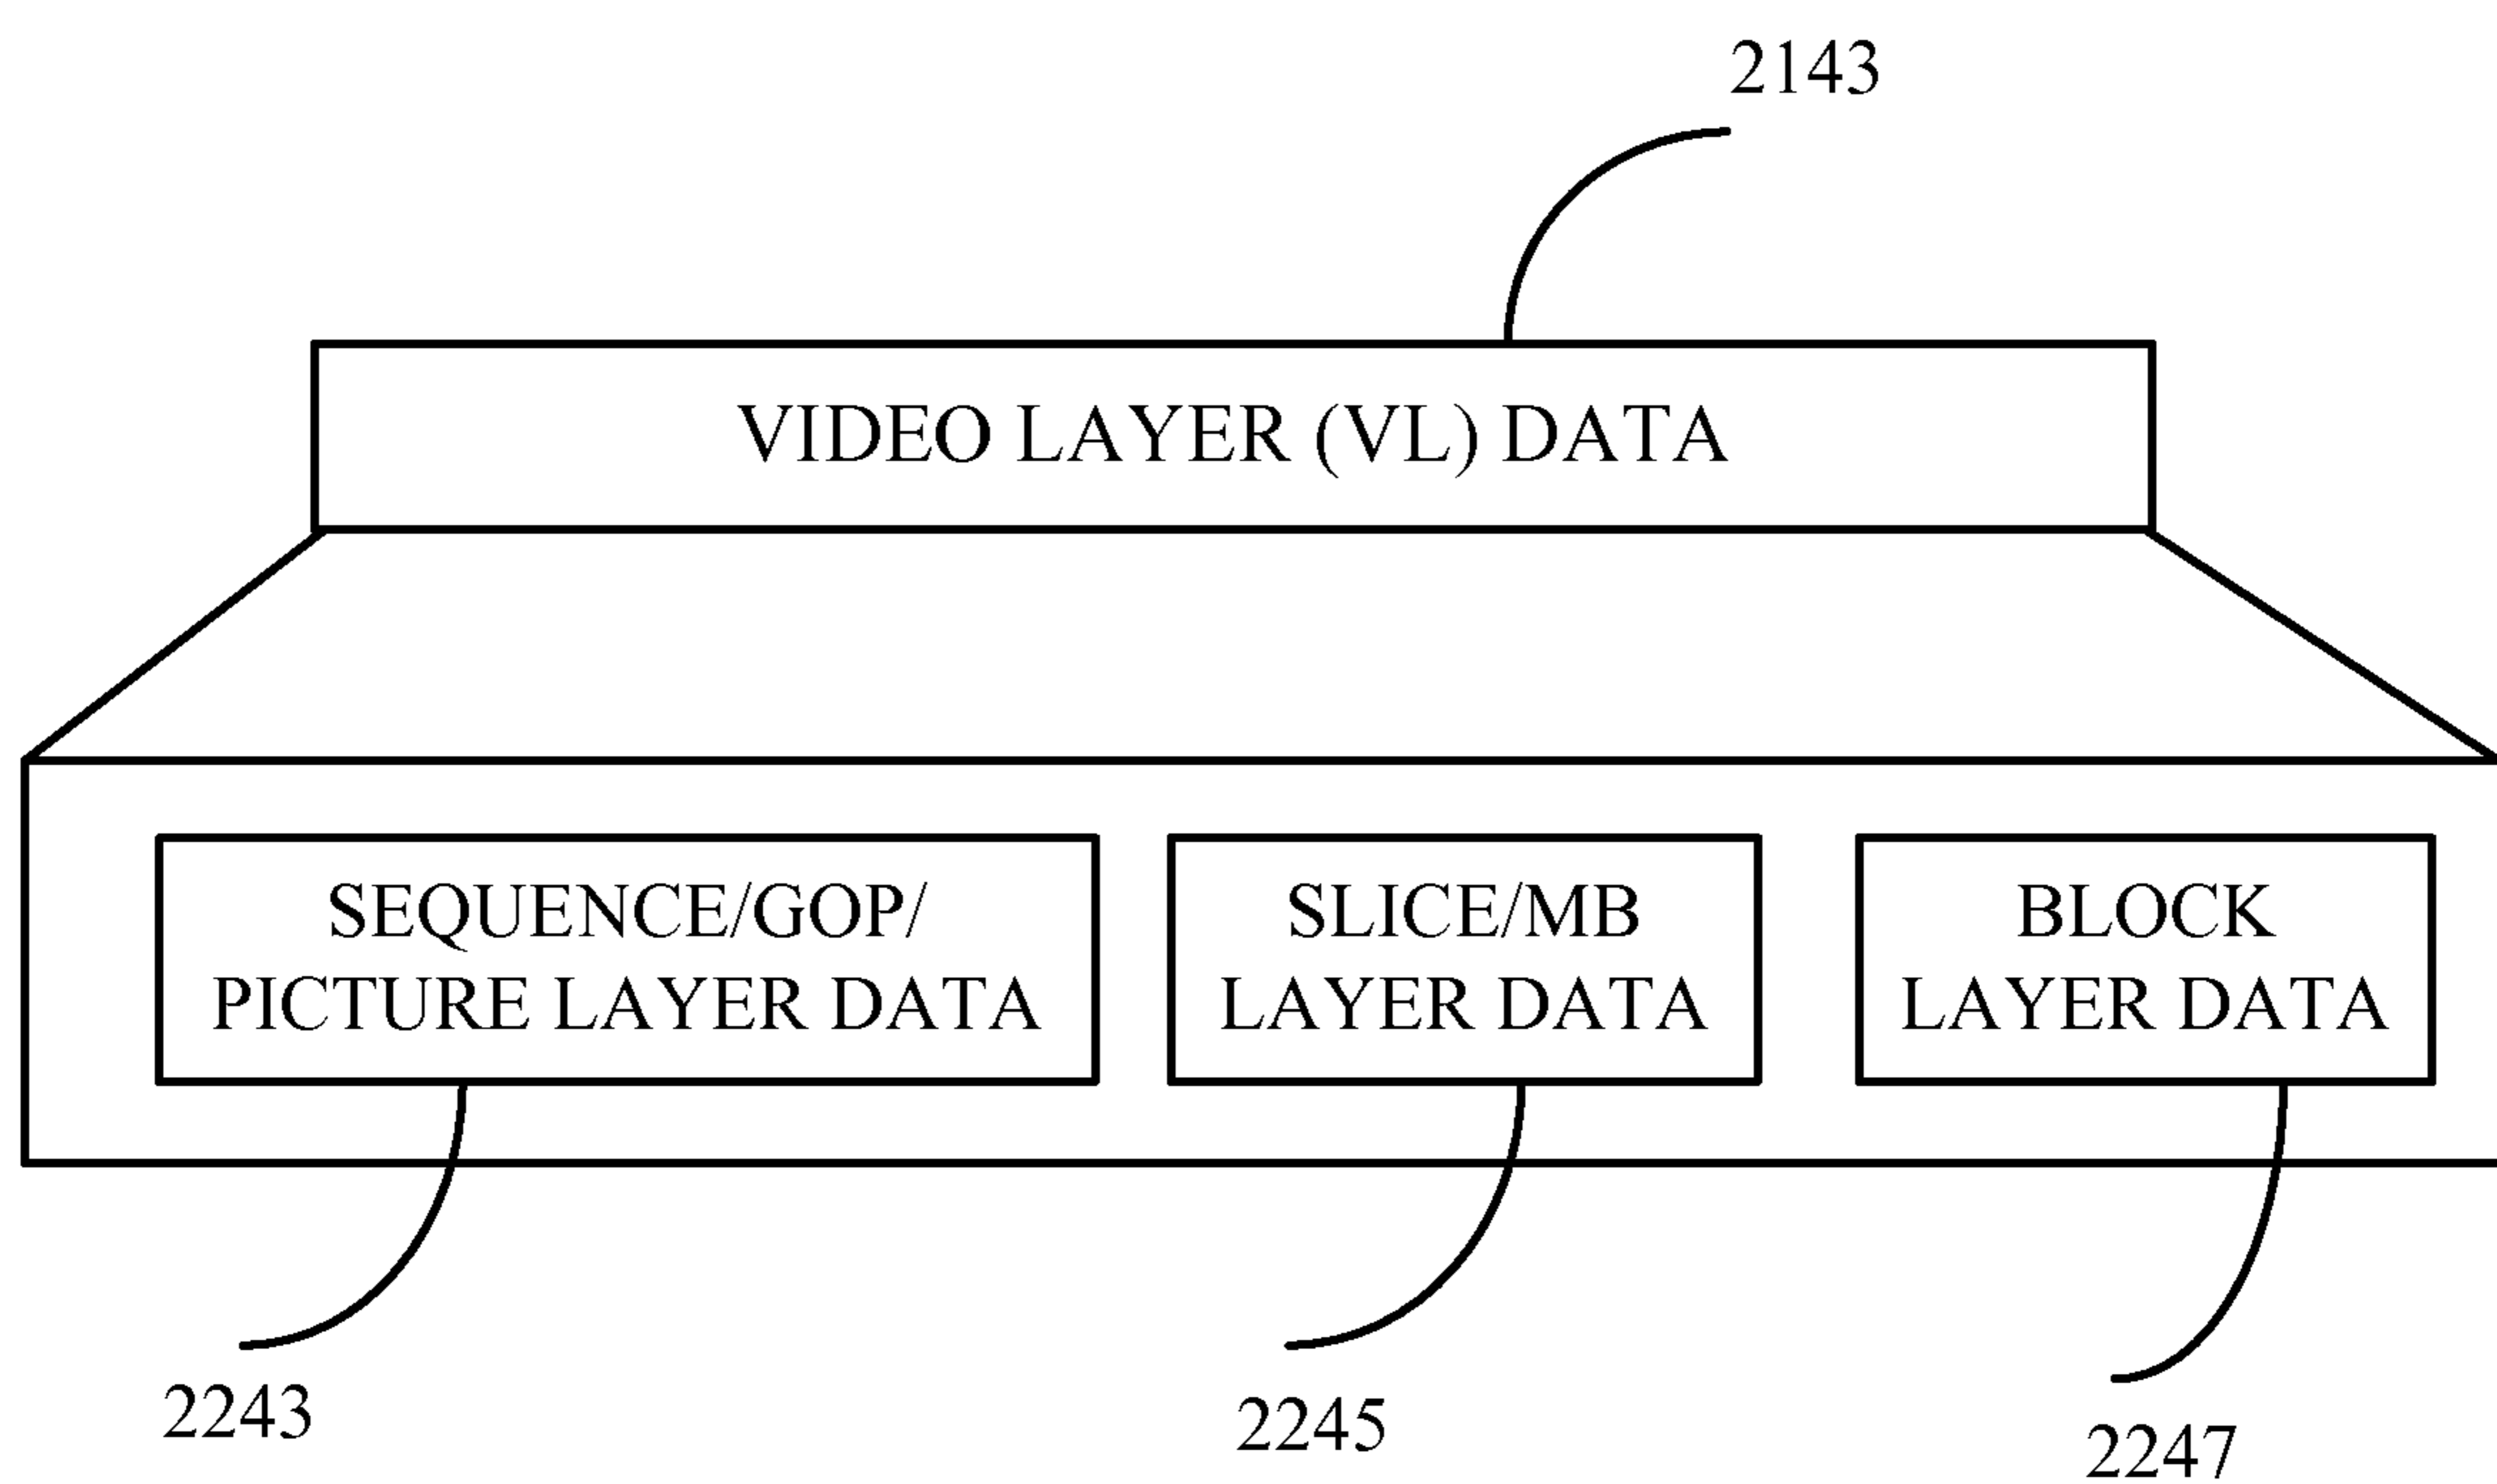 2143
VIDEO LAYER (VL) DATA
SEQUENCE/GOP/
PICTURE LAYER DATA
SLICE/MB
LAYER DATA
BLOCK
LAYER DATA
2243
2245
2247